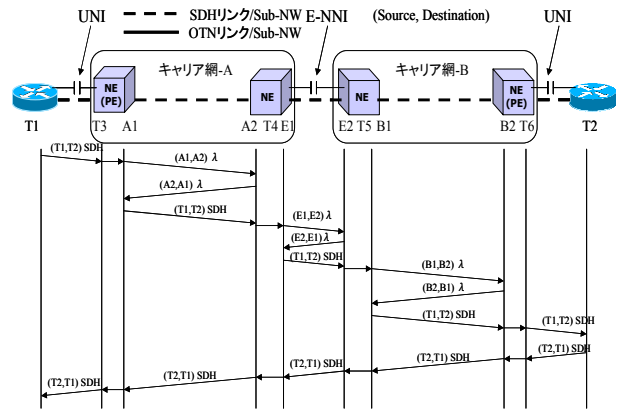 UNI
SDHリンク/Sub-NW
OTNリンク/Sub-NW
E-NNI
(Source, Destination)
UNI
キャリア網-A
キャリア網-B
NE
(PE)
NE
NE
NE
(PE)
T1
T3
A1
A2
T4
E1
E2
T5
B1
B2
T6
T2
(T1,T2) SDH
(A1,A2) λ
(A2,A1) λ
(T1,T2) SDH
(E1,E2) λ
(E2,E1) λ
(T1,T2) SDH
(B1,B2) λ
(B2,B1) λ
(T1,T2) SDH
(T1,T2) SDH
(T2,T1) SDH
(T2,T1) SDH
(T2,T1) SDH
(T2,T1) SDH
(T2,T1) SDH